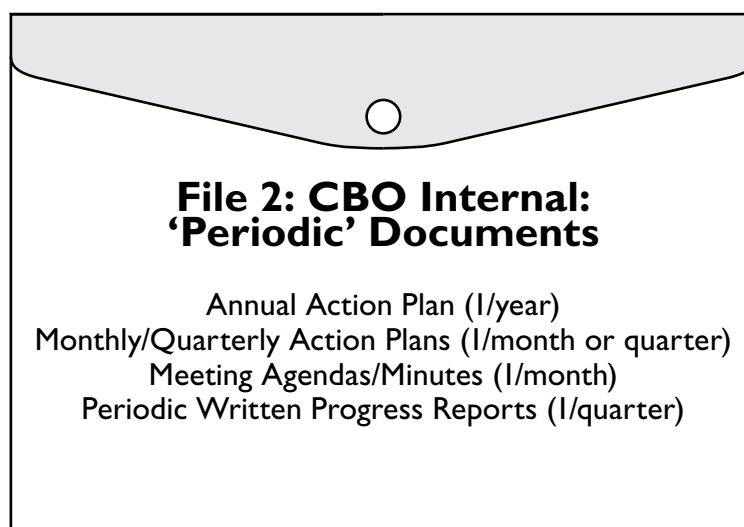 File 2: CBO Internal:
‘Periodic’ Documents
Annual Action Plan (1/year)
Monthly/Quarterly Action Plans (1/month or quarter)
Meeting Agendas/Minutes (1/month)
Periodic Written Progress Reports (1/quarter)